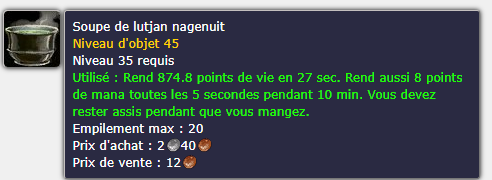 Soupe de lutjan nagenuit
Niveau d'objet 45
Niveau 35 requis
Utilisé : Rend 874.8 points de vie en 27 sec. Rend aussi 8 points
de mana toutes les 5 secondes pendant 10 min. Vous devez
rester assis pendant que vous mangez.
Empilement max : 20
Prix d'achat : 2 40
Prix de vente : 12